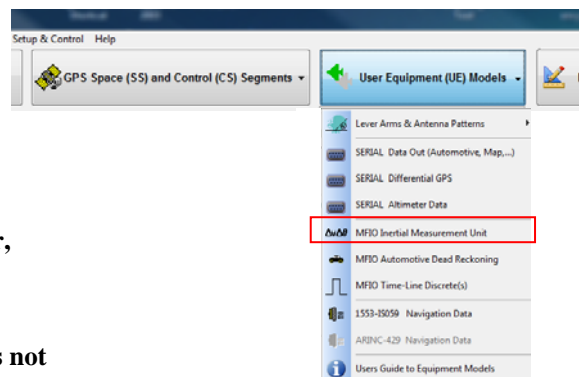 Setup & Control Help
GPS Space (SS) and Control (CS) Segments
User Equipment (UE) Models
Lever Arms & Antenna Patterns
SERIAL Data Out (Automotive, Map,...)
SERIAL Differential GPS
SERIAL Altimeter Data
ΔυΔθ MFIO Inertial Measurement Unit
r,
MFIO Automotive Dead Reckoning
MFIO Time-Line Discrete(s)
1553-IS059 Navigation Data
s not
ARINC-429 Navigation Data
Users Guide to Equipment Models